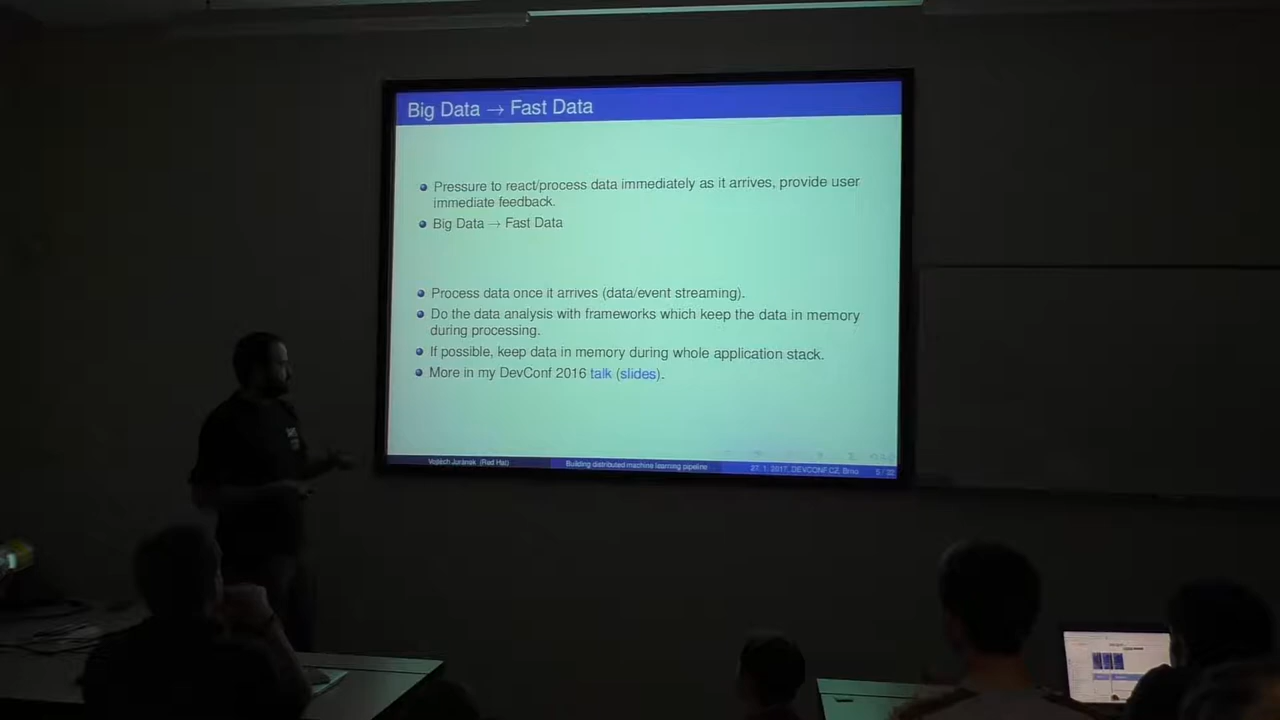 Big Data → Fast Data
Pressure to react/process data immediately as it arrives, provide user
immediate feedback.
Big Data → Fast Data
Process data once it arrives (data/event streaming).
Do the data analysis with frameworks which keep the data in memory
during processing.
If possible, keep data in memory during whole application stack.
More in my DevConf 2016 talk (slides).
Vojtěch Juránek (Red Hat) Building distributed machine learning pipeline 27. 1. 2017, DEVCONF.CZ, Brno